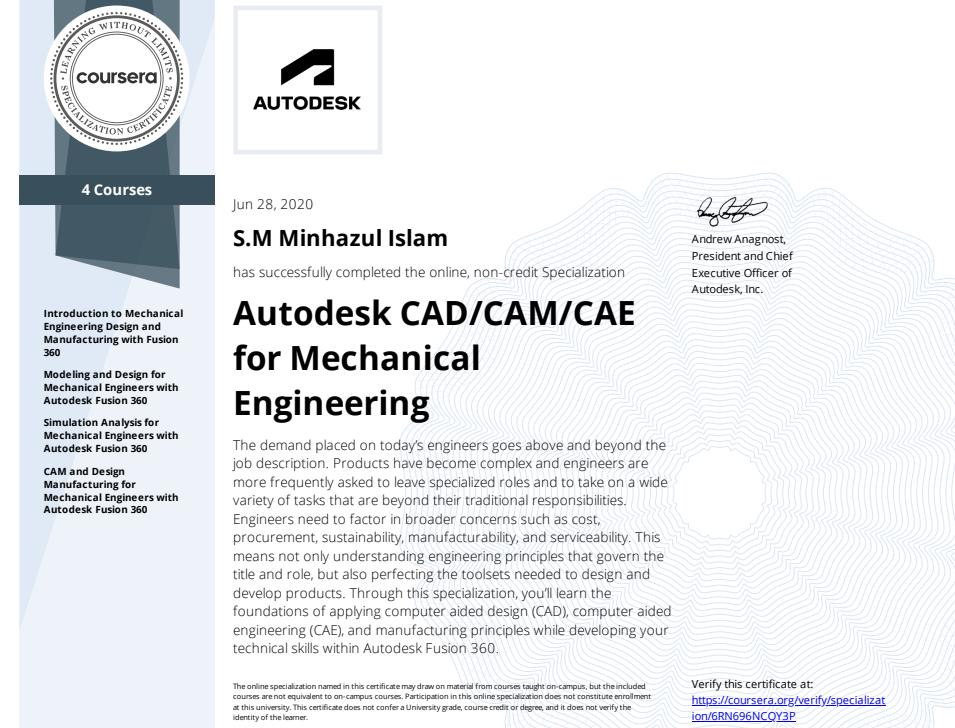 LEARNING WITHOUT LIMITS
coursera
SPECIALIZATION CERTIFICATE
4 Courses
Introduction to Mechanical
Engineering Design and
Manufacturing with Fusion
360
Modeling and Design for
Mechanical Engineers with
Autodesk Fusion 360
Simulation Analysis for
Mechanical Engineers with
Autodesk Fusion 360
CAM and Design
Manufacturing for
Mechanical Engineers with
Autodesk Fusion 360
AUTODESK
Jun 28, 2020
S.M Minhazul Islam
has successfully completed the online, non-credit Specialization
Autodesk CAD/CAM/CAE
for Mechanical
Engineering
The demand placed on today’s engineers goes above and beyond the
job description. Products have become complex and engineers are
more frequently asked to leave specialized roles and to take on a wide
variety of tasks that are beyond their traditional responsibilities.
Engineers need to factor in broader concerns such as cost,
procurement, sustainability, manufacturability, and serviceability. This
means not only understanding engineering principles that govern the
title and role, but also perfecting the toolsets needed to design and
develop products. Through this specialization, you’ll learn the
foundations of applying computer aided design (CAD), computer aided
engineering (CAE), and manufacturing principles while developing your
technical skills within Autodesk Fusion 360.
The online specialization named in this certificate may draw on material from courses taught on-campus, but the included
courses are not equivalent to on-campus courses. Participation in this online specialization does not constitute enrollment
at this university. This certificate does not confer a University grade, course credit or degree, and it does not verify the
identity of the learner.
Andrew Anagnost,
President and Chief
Executive Officer of
Autodesk, Inc.
Verify this certificate at:
https://coursera.org/verify/specializat
ion/6RN696NCQY3P